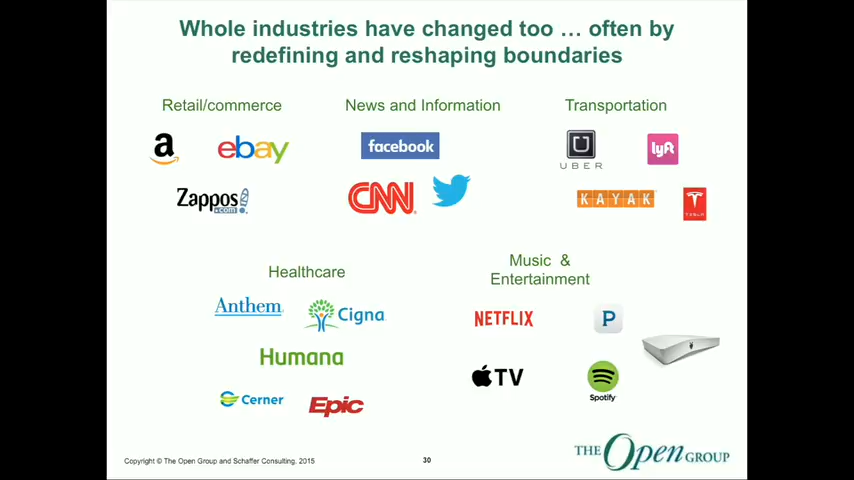 Whole industries have changed too … often by
redefining and reshaping boundaries
Retail/commerce
News and Information
Transportation
a
ebay
facebook
UBER
lyft
Zappos
.com
CNN
KAYAK
TESLA
Healthcare
Music &
Entertainment
Anthem
Cigna
NETFLIX
P
Humana
TV
Spotify
Cerner
Epic
Copyright © The Open Group and Schaffer Consulting, 2015
30
THE Open GROUP